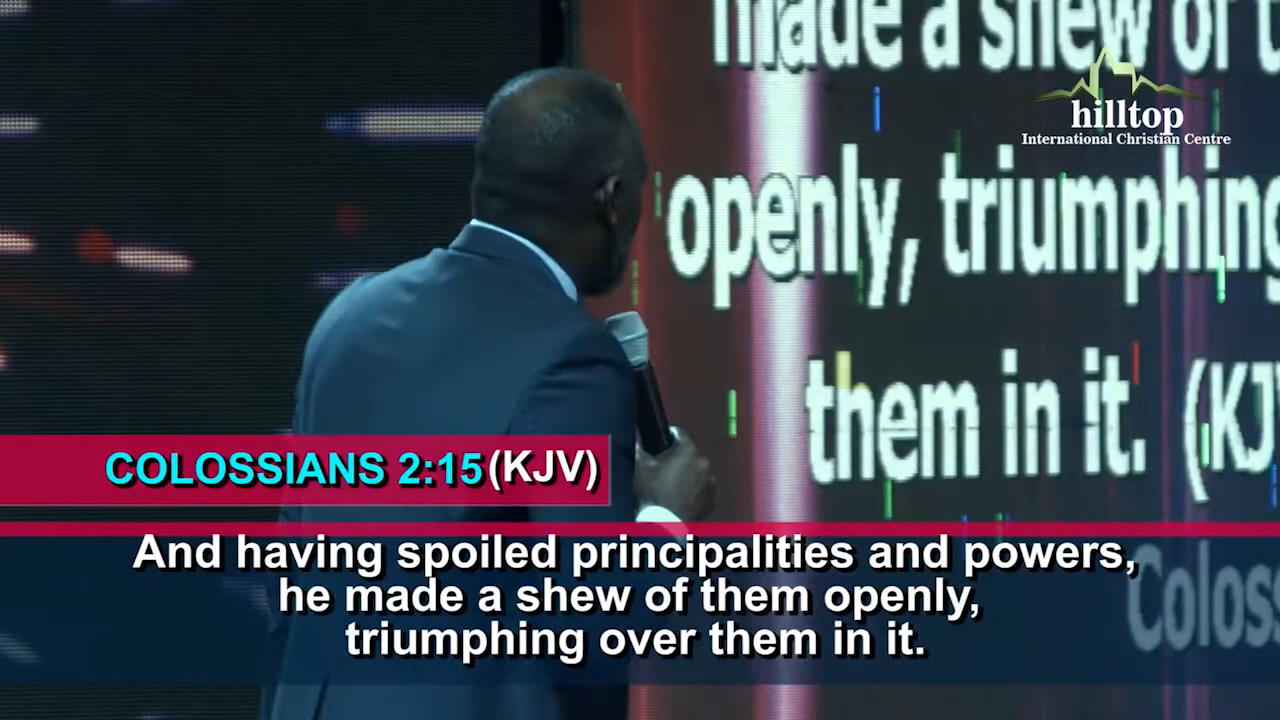 made a shew of t
hilltop
International Christian Centre
openly, triumphing
them in it. (KJV
COLOSSIANS 2:15 (KJV)
And having spoiled principalities and powers,
he made a shew of them openly,
triumphing over them in it.
Colos